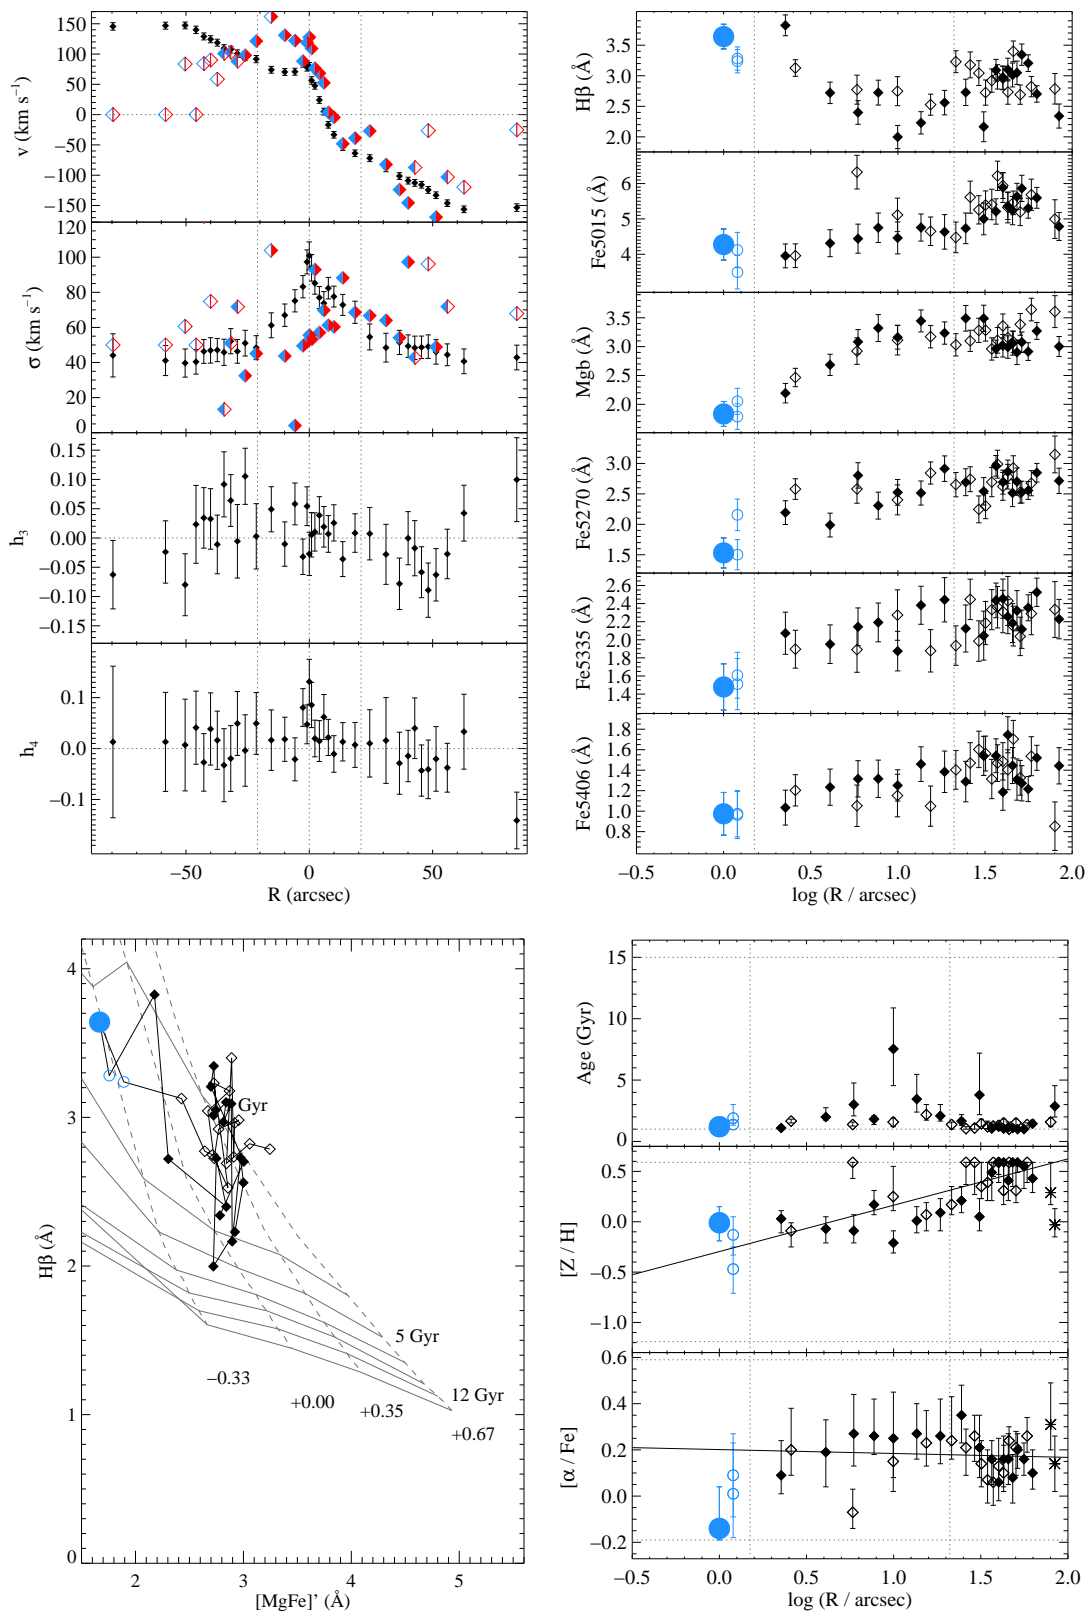 150
100
50
0
−50
−100
−150
v (km s−1)
120
100
80
60
40
20
0
σ (km s−1)
0.15
0.10
0.05
0.00
−0.05
−0.10
−0.15
h3
0.1
0.0
−0.1
h4
−50 0 50
R (arcsec)
3.5
3.0
2.5
2.0
Hβ (Å)
6
5
4
Fe5015 (Å)
3.5
3.0
2.5
2.0
Mgb (Å)
3.0
2.5
2.0
1.5
Fe5270 (Å)
2.6
2.4
2.2
2.0
1.8
1.6
1.4
Fe5335 (Å)
1.8
1.6
1.4
1.2
1.0
0.8
Fe5406 (Å)
−0.5 0.0 0.5 1.0 1.5 2.0
log (R / arcsec)
4
3
2
1
0
Hβ (Å)
Gyr
5 Gyr
12 Gyr
−0.33
+0.00
+0.35
+0.67
2 3 4 5
[MgFe]’ (Å)
15
10
5
0
Age (Gyr)
0.5
0.0
−0.5
−1.0
[Z / H]
0.6
0.4
0.2
0.0
−0.2
[α / Fe]
−0.5 0.0 0.5 1.0 1.5 2.0
log (R / arcsec)